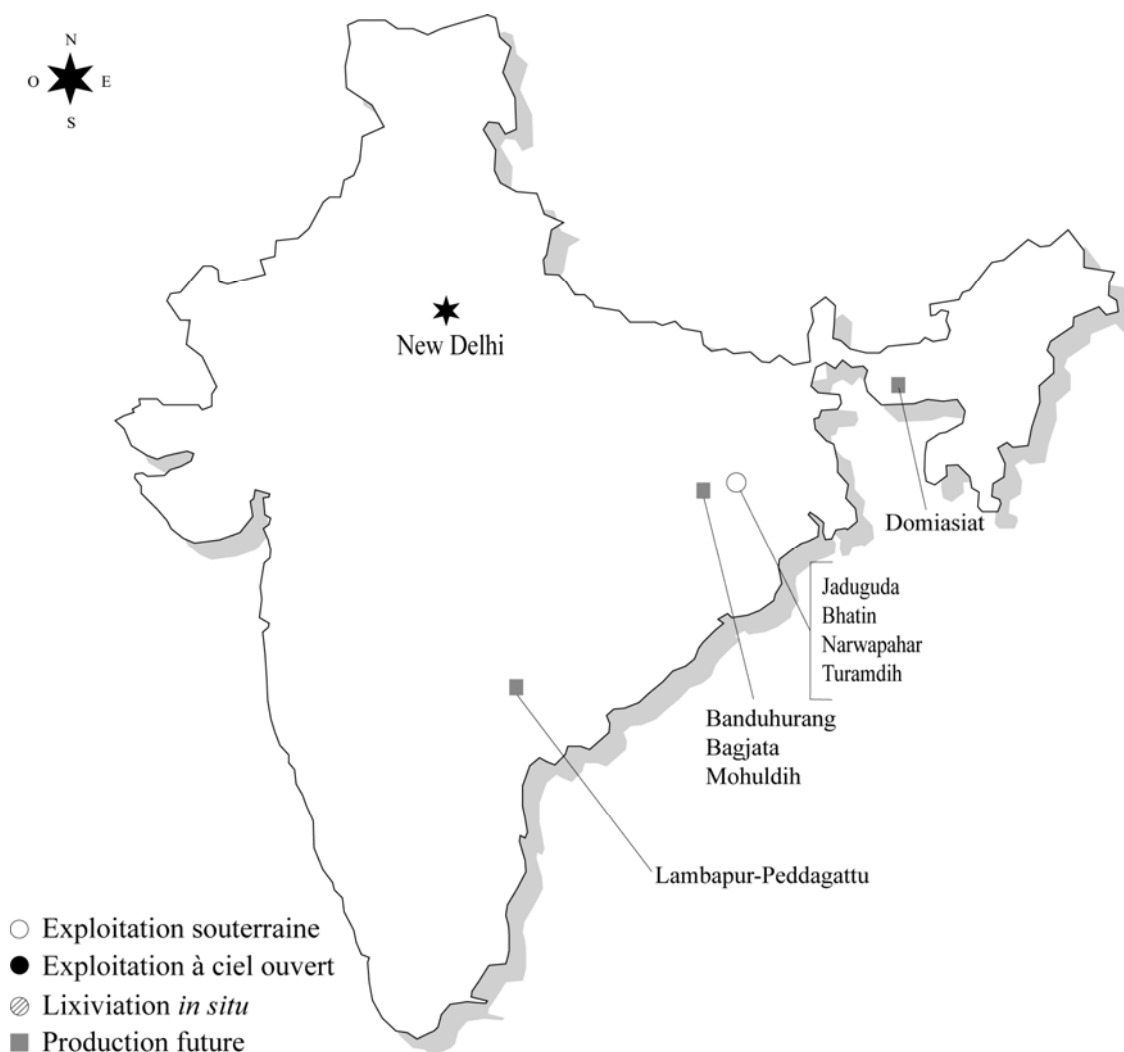 N
O E
S
New Delhi
Domiasiat
Jaduguda
Bhatin
Narwapahar
Turamdih
Banduhurang
Bagjata
Mohuldih
Lambapur-Peddagattu
Exploitation souterraine
Exploitation à ciel ouvert
Lixiviation in situ
Production future